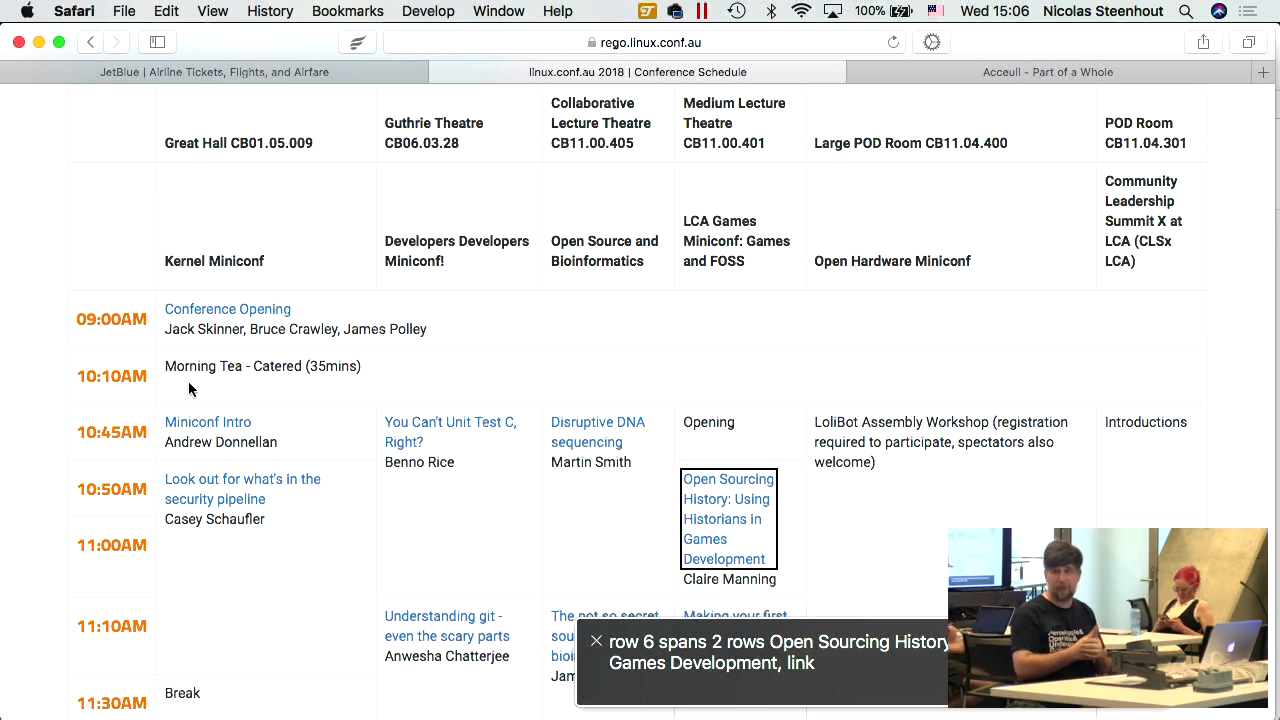 Safari File Edit View History Bookmarks Develop Window Help 100% Wed 15:06 Nicolas Steenhout
rego.linux.conf.au
JetBlue | Airline Tickets, Flights, and Airfare
linux.conf.au 2018 | Conference Schedule
Acceuil - Part of a Whole
Great Hall CB01.05.009
Guthrie Theatre
CB06.03.28
Collaborative
Lecture Theatre
CB11.00.405
Medium Lecture
Theatre
CB11.00.401
Large POD Room CB11.04.400
POD Room
CB11.04.301
Kernel Miniconf
Developers Developers
Miniconf!
Open Source and
Bioinformatics
LCA Games
Miniconf: Games
and FOSS
Open Hardware Miniconf
Community
Leadership
Summit X at
LCA (CLSx
LCA)
09:00AM
Conference Opening
Jack Skinner, Bruce Crawley, James Polley
10:10AM
Morning Tea - Catered (35mins)
10:45AM
Miniconf Intro
Andrew Donnellan
You Can't Unit Test C,
Right?
Benno Rice
Disruptive DNA
sequencing
Martin Smith
Opening
LoliBot Assembly Workshop (registration
required to participate, spectators also
welcome)
Introductions
10:50AM
Look out for what's in the
security pipeline
Casey Schaufler
Open Sourcing
History: Using
Historians in
Games
Development
Claire Manning
11:00AM
11:10AM
Understanding git -
even the scary parts
Anwesha Chatterjee
The not so secret
Making your first
11:30AM
Break
row 6 spans 2 rows Open Sourcing History
Games Development, link